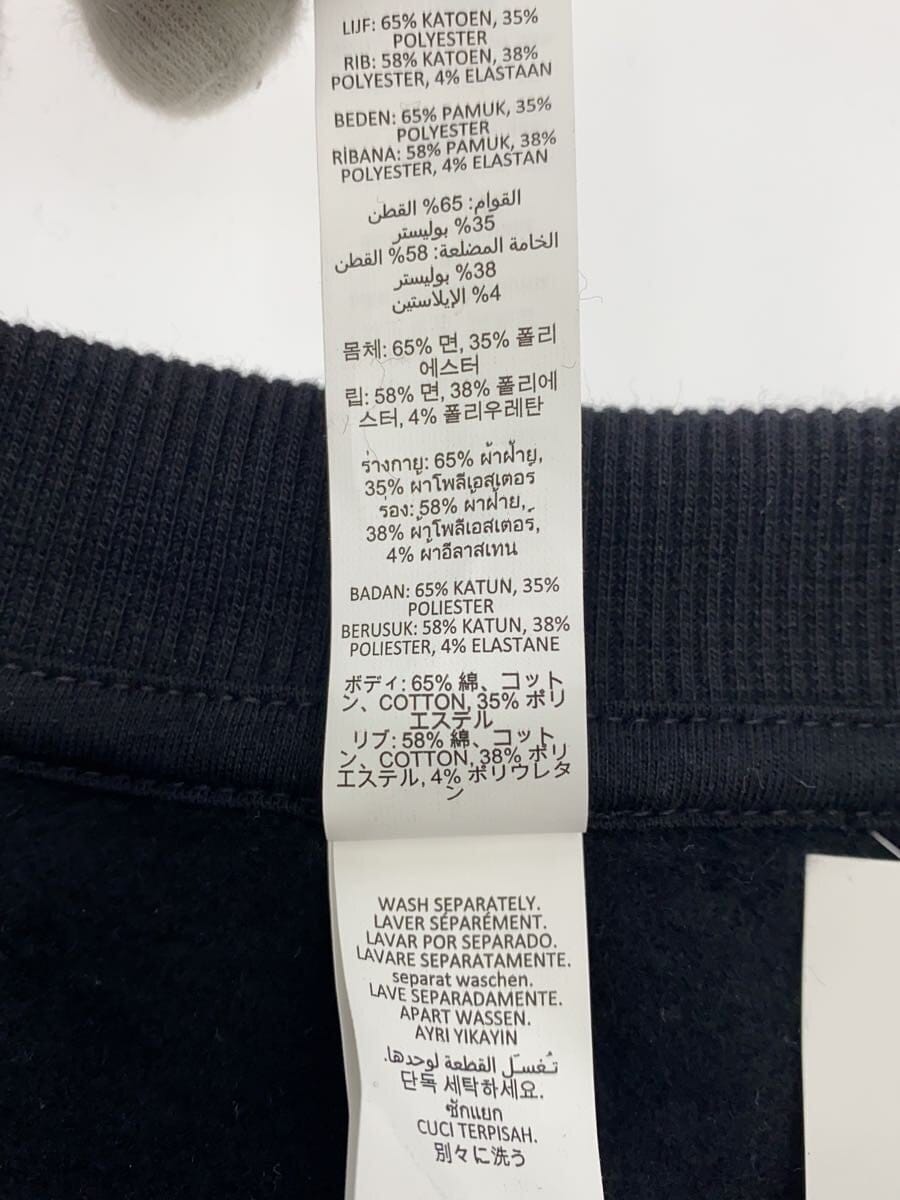 LIJF: 65% KATOEN, 35%
POLYESTER
RIB: 58% KATOEN, 38%
POLYESTER, 4% ELASTAAN
BEDEN: 65% PAMUK, 35%
POLYESTER
RİBANA: 58% PAMUK, 38%
POLYESTER, 4% ELASTAN
القوام: 65% القطن
35% بوليستر
الخامة المضلعة: 58% القطن
38% بوليستر
4% الإيلاستين
몸체: 65% 면, 35% 폴리
에스터
립: 58% 면, 38% 폴리에
스터, 4% 폴리우레탄
ร่างกาย: 65% ผ้าฝ้าย,
35% ผ้าโพลีเอสเตอร์
ร่อง: 58% ผ้าฝ้าย,
38% ผ้าโพลีเอสเตอร์,
4% ผ้าอีลาสเทน
BADAN: 65% KATUN, 35%
POLIESTER
BERUSUK: 58% KATUN, 38%
POLIESTER, 4% ELASTANE
ボディ: 65% 綿、コット
ン、COTTON, 35% ポリ
エステル
リブ: 58% 綿、コット
ン、COTTON, 38% ポリ
エステル, 4% ポリウレタ
ン
WASH SEPARATELY.
LAVER SÉPARÉMENT.
LAVAR POR SEPARADO.
LAVARE SEPARATAMENTE.
separat waschen.
LAVE SEPARADAMENTE.
APART WASSEN.
AYRI YIKAYIN
تُغسَل القطعة لوحدها.
단독 세탁하세요.
ซักแยก
CUCI TERPISAH.
別々に洗う